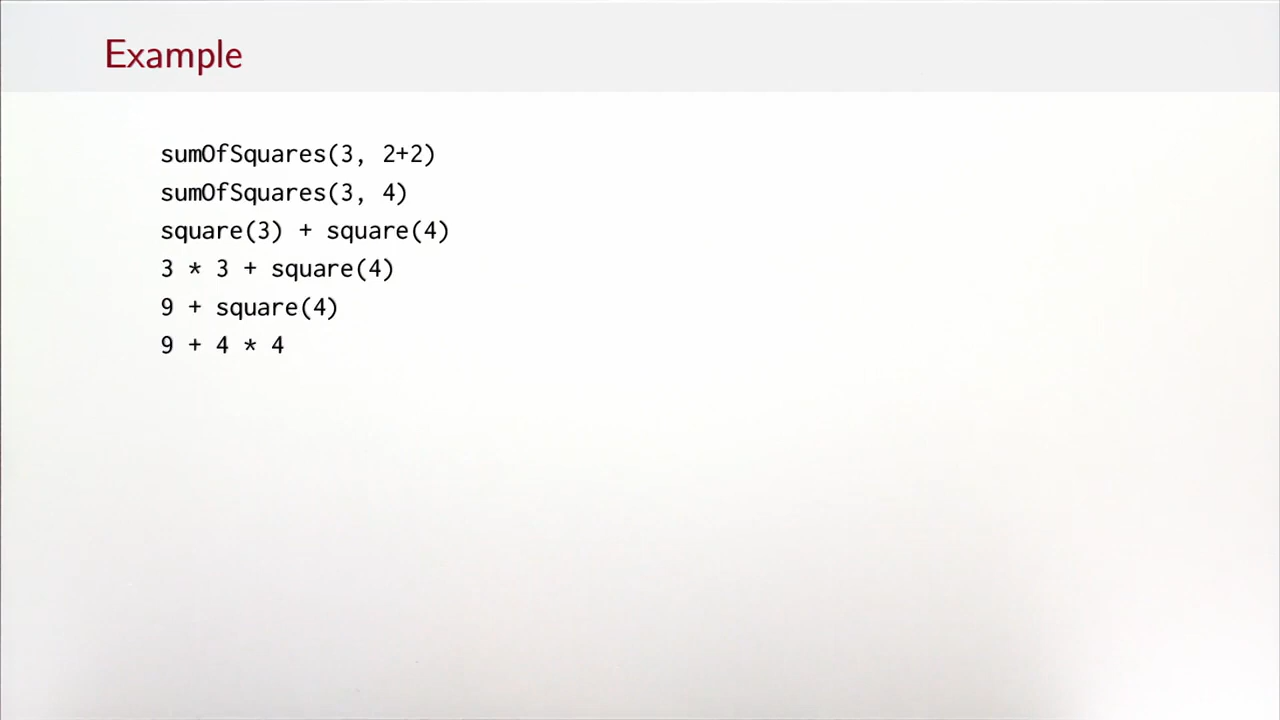 Example
sumOfSquares(3, 2+2)
sumOfSquares(3, 4)
square(3) + square(4)
3 * 3 + square(4)
9 + square(4)
9 + 4 * 4